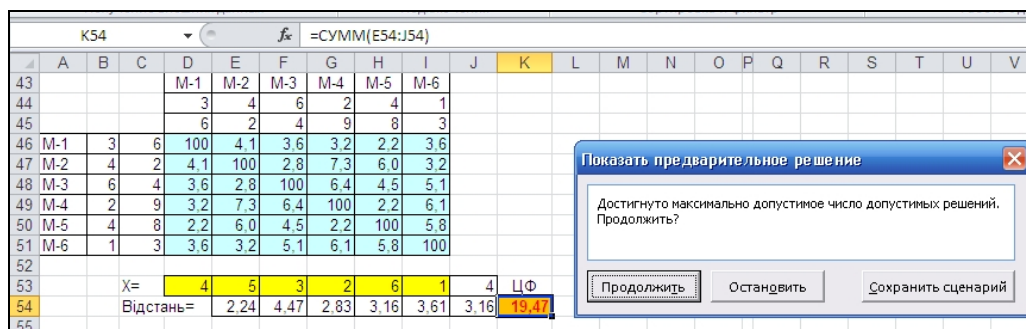 K54 fx =СУММ(E54:J54)
A B C D E F G H I J K L M N O P Q R S T U V
43 М-1 М-2 М-3 М-4 М-5 М-6
44 3 4 6 2 4 1
45 6 2 4 9 8 3
46 М-1 3 6 100 4,1 3,6 3,2 2,2 3,6
47 М-2 4 2 4,1 100 2,8 7,3 6,0 3,2
48 М-3 6 4 3,6 2,8 100 6,4 4,5 5,1
49 М-4 2 9 3,2 7,3 6,4 100 2,2 6,1
50 М-5 4 8 2,2 6,0 4,5 2,2 100 5,8
51 М-6 1 3 3,6 3,2 5,1 6,1 5,8 100
52
53 X= 4 5 3 2 6 1 4 ЦФ
54 Відстань= 2,24 4,47 2,83 3,16 3,61 3,16 19,47
55
Показать предварительное решение
Достигнуто максимально допустимое число допустимых решений.
Продолжить?
Продолжить Остановить Сохранить сценарий